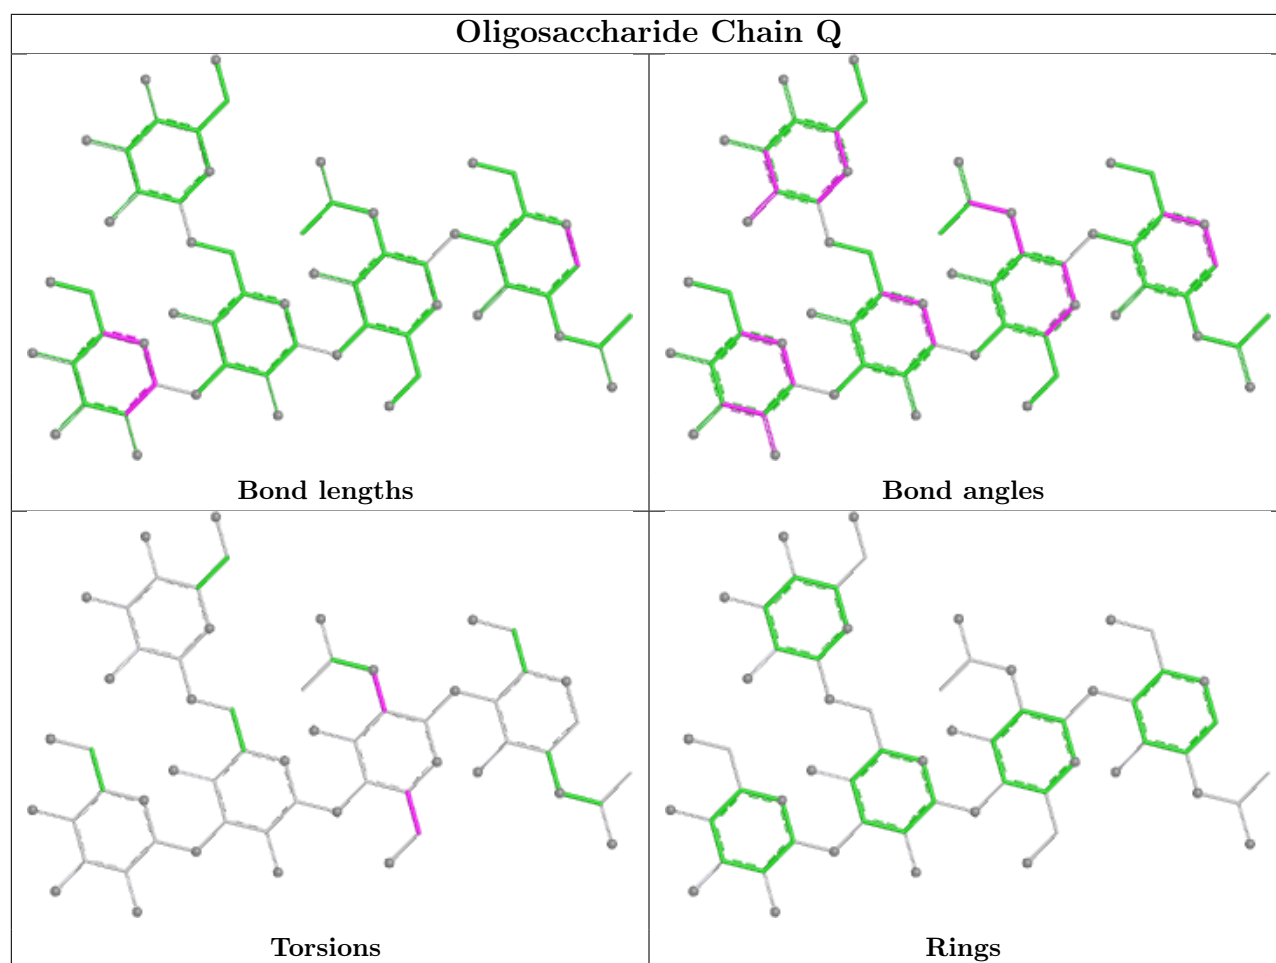 Oligosaccharide Chain Q
Bond lengths
Bond angles
Torsions
Rings